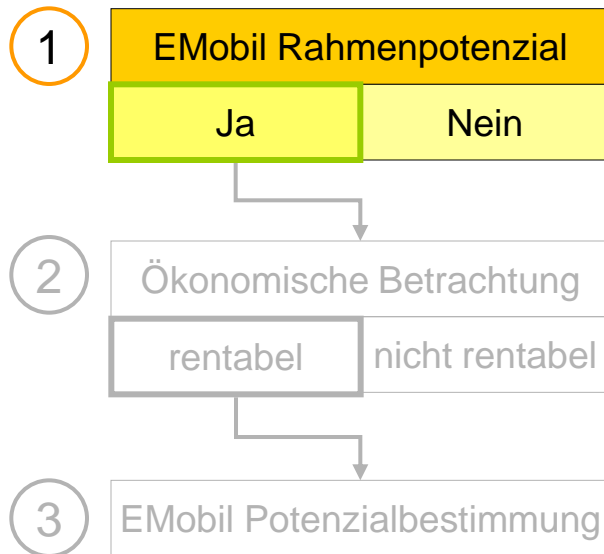 1 EMobil Rahmenpotenzial
Ja Nein
2 Ökonomische Betrachtung
rentabel nicht rentabel
3 EMobil Potenzialbestimmung